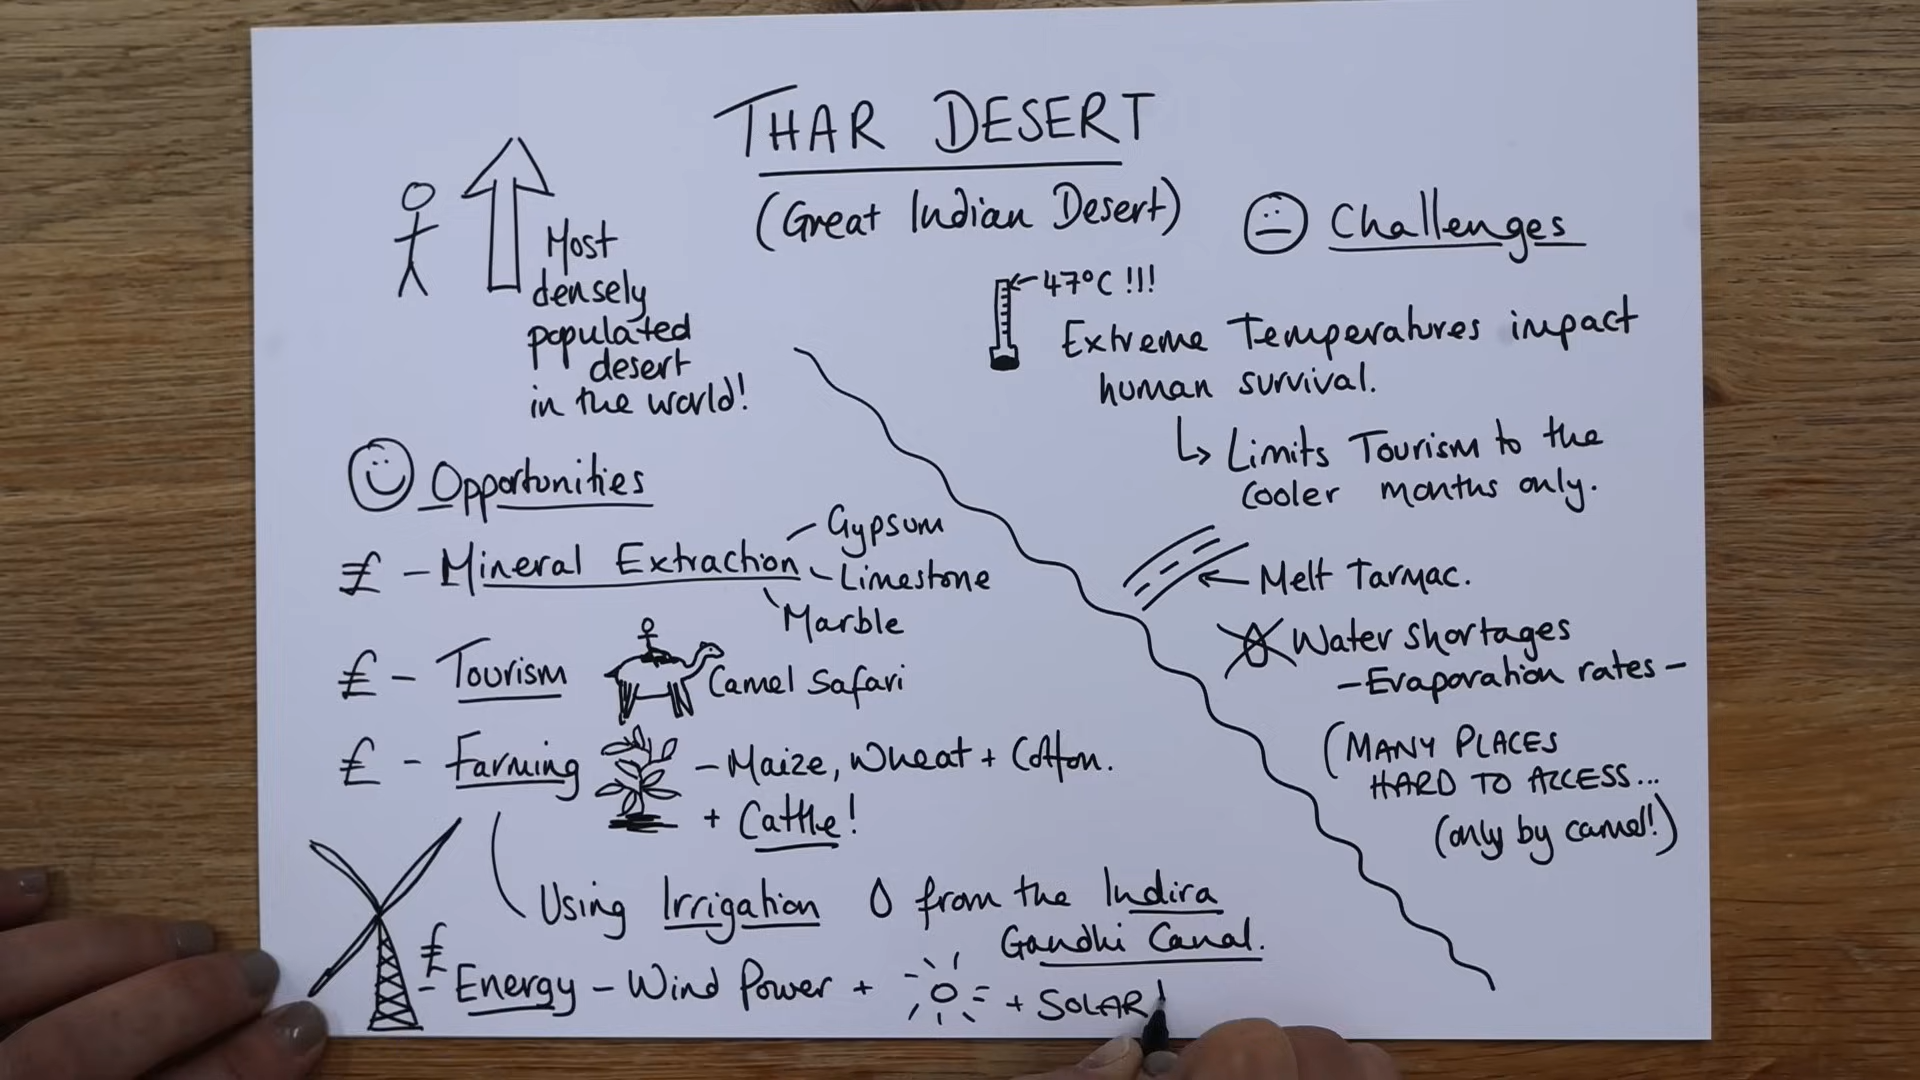 THAR DESERT
(Great Indian Desert)
Most
densely
populated
desert
in the world!
Opportunities
£ - Mineral Extraction
Gypsum
Limestone
Marble
£ - Tourism Camel Safari
£ - Farming - Maize, Wheat + Cotton.
+ Cattle!
Using Irrigation from the Indira
Gandhi Canal.
£ - Energy - Wind Power + + SOLAR!
Challenges
47°C !!!
Extreme Temperatures impact
human survival.
↳ Limits Tourism to the
cooler months only.
← Melt Tarmac.
Water shortages
- Evaporation rates -
(MANY PLACES
HARD TO ACCESS...
(only by camel!)